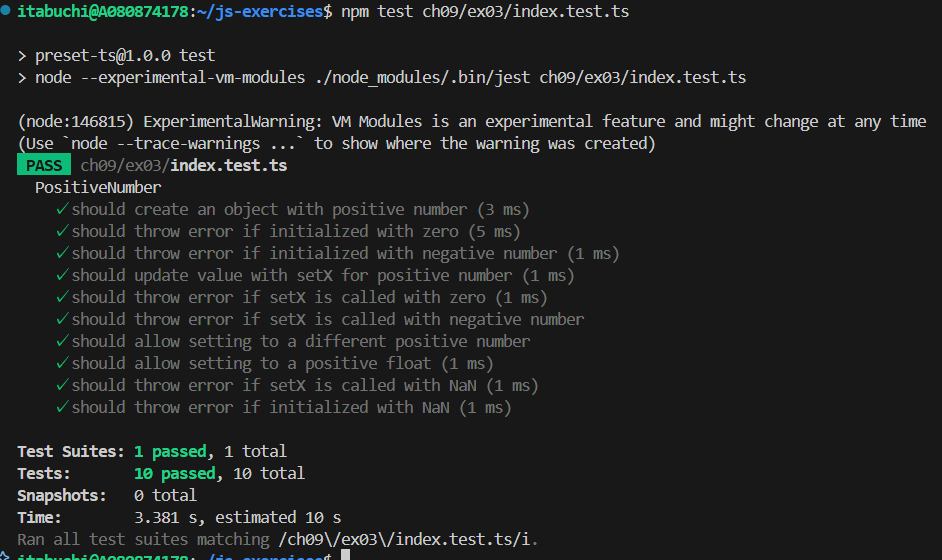 itabuchi@A080874178:~/js-exercises$ npm test ch09/ex03/index.test.ts
> preset-ts@1.0.0 test
> node --experimental-vm-modules ./node_modules/.bin/jest ch09/ex03/index.test.ts
(node:146815) ExperimentalWarning: VM Modules is an experimental feature and might change at any time
(Use `node --trace-warnings ...` to show where the warning was created)
PASS ch09/ex03/index.test.ts
PositiveNumber
✓ should create an object with positive number (3 ms)
✓ should throw error if initialized with zero (5 ms)
✓ should throw error if initialized with negative number (1 ms)
✓ should update value with setX for positive number (1 ms)
✓ should throw error if setX is called with zero (1 ms)
✓ should throw error if setX is called with negative number
✓ should allow setting to a different positive number
✓ should allow setting to a positive float (1 ms)
✓ should throw error if setX is called with NaN (1 ms)
✓ should throw error if initialized with NaN (1 ms)
Test Suites: 1 passed, 1 total
Tests: 10 passed, 10 total
Snapshots: 0 total
Time: 3.381 s, estimated 10 s
Ran all test suites matching /ch09\/ex03\/index.test.ts/i.
itabuchi@A080874178:~/js-exercises$